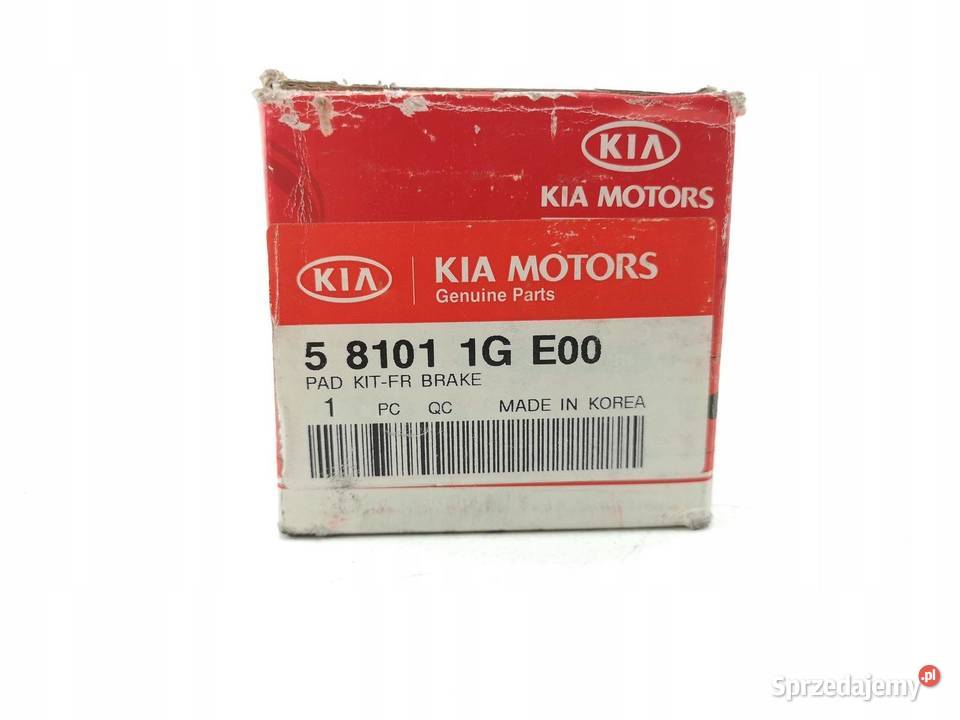 KIA
KIA MOTORS
KIA KIA MOTORS
Genuine Parts
5 8101 1G E00
PAD KIT-FR BRAKE
1 PC QC MADE IN KOREA
Sprzedajemy.pl